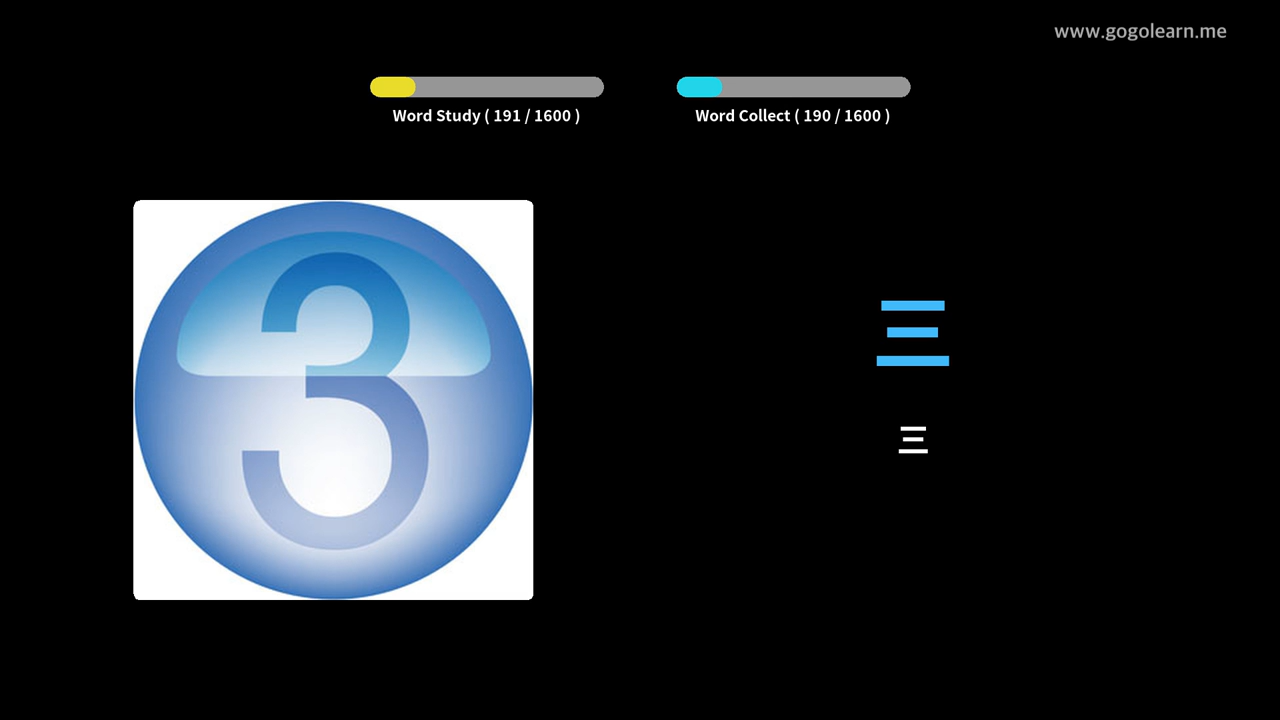 www.gogolearn.me
Word Study ( 191 / 1600 )
Word Collect ( 190 / 1600 )
3
三
三